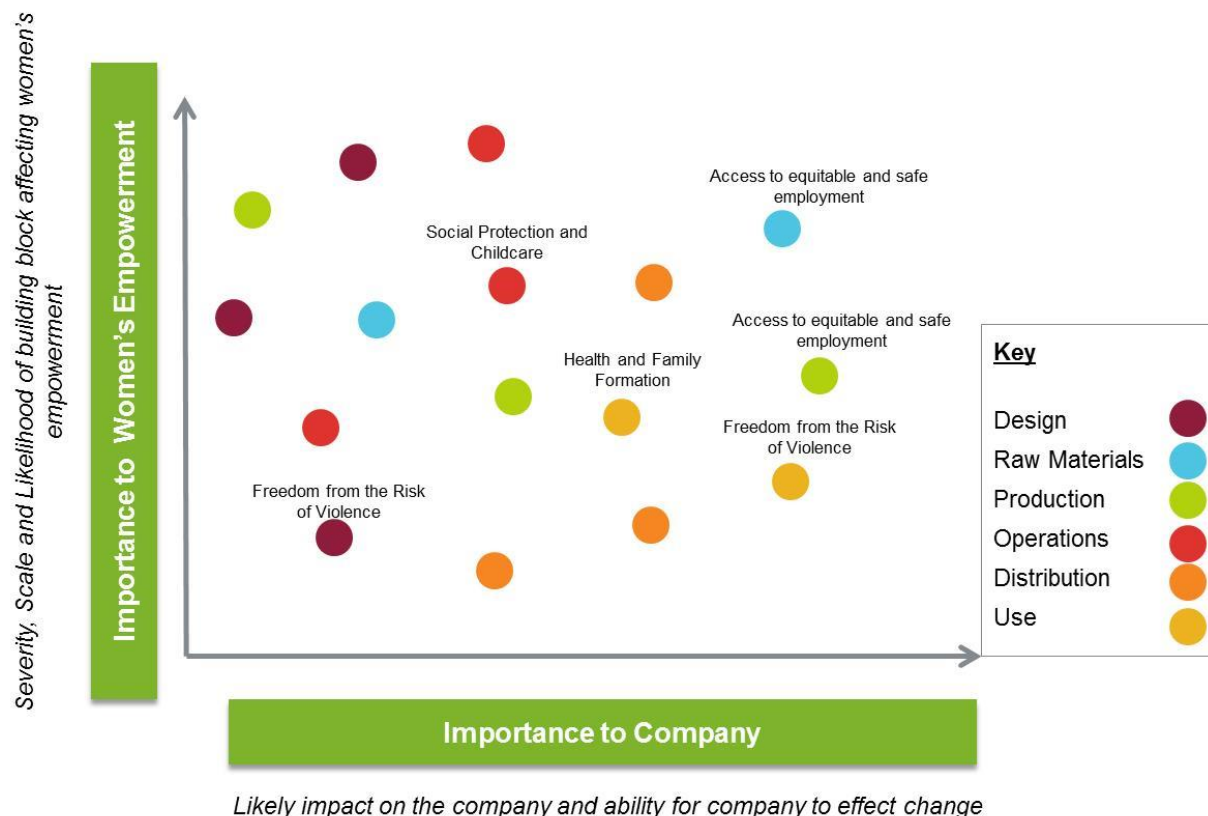 Severity, Scale and Likelihood of building block affecting women's
empowerment
Importance to Women's Empowerment
Access to equitable and safe
employment
Social Protection and
Childcare
Access to equitable and safe
employment
Health and Family
Formation
Freedom from the Risk
of Violence
Freedom from the Risk
of Violence
Key
Design
Raw Materials
Production
Operations
Distribution
Use
Importance to Company
Likely impact on the company and ability for company to effect change